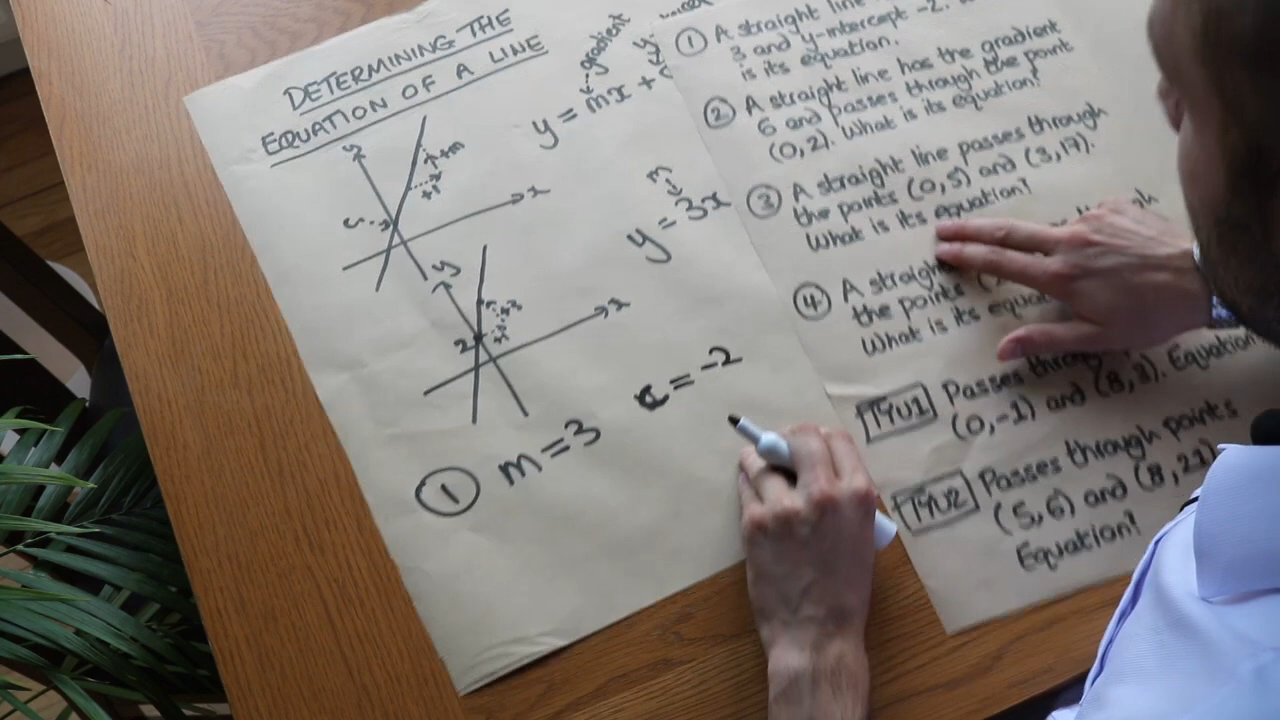 DETERMINING THE
EQUATION OF A LINE
gradient
y = mx +
y
x
c
+1
+m
m
y = 3x
y
x
2
+1
+3
① m = 3 c = -2
① A straight line
3 and y-intercept -2.
is its equation.
② A straight line has the gradient
6 and passes through the point
(0,2). What is its equation?
③ A straight line passes through
the points (0,5) and (3,17).
What is its equation?
④ A straight
the points
What is its
TYU1 Passes through
(0,-1) and (8,3). Equation
TYU2 Passes through points
(5,6) and (8,21)
Equation?